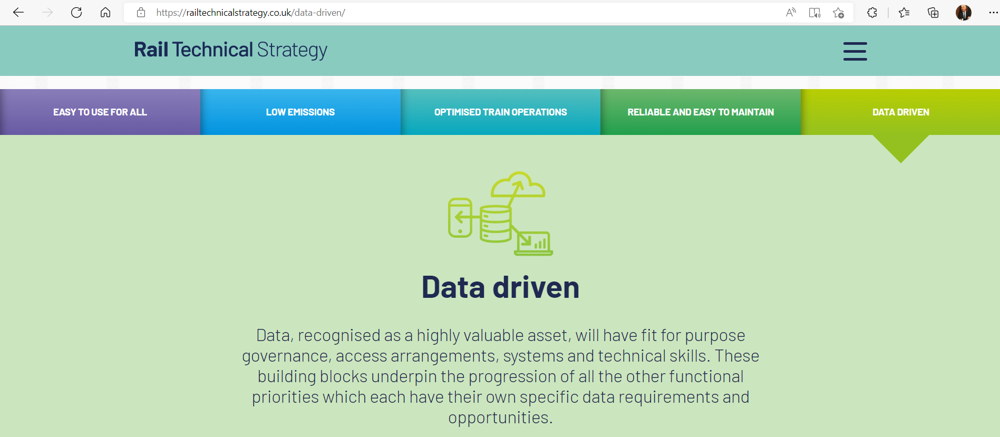 https://railtechnicalstrategy.co.uk/data-driven/
Rail Technical Strategy
EASY TO USE FOR ALL
LOW EMISSIONS
OPTIMISED TRAIN OPERATIONS
RELIABLE AND EASY TO MAINTAIN
DATA DRIVEN
Data driven
Data, recognised as a highly valuable asset, will have fit for purpose
governance, access arrangements, systems and technical skills. These
building blocks underpin the progression of all the other functional
priorities which each have their own specific data requirements and
opportunities.